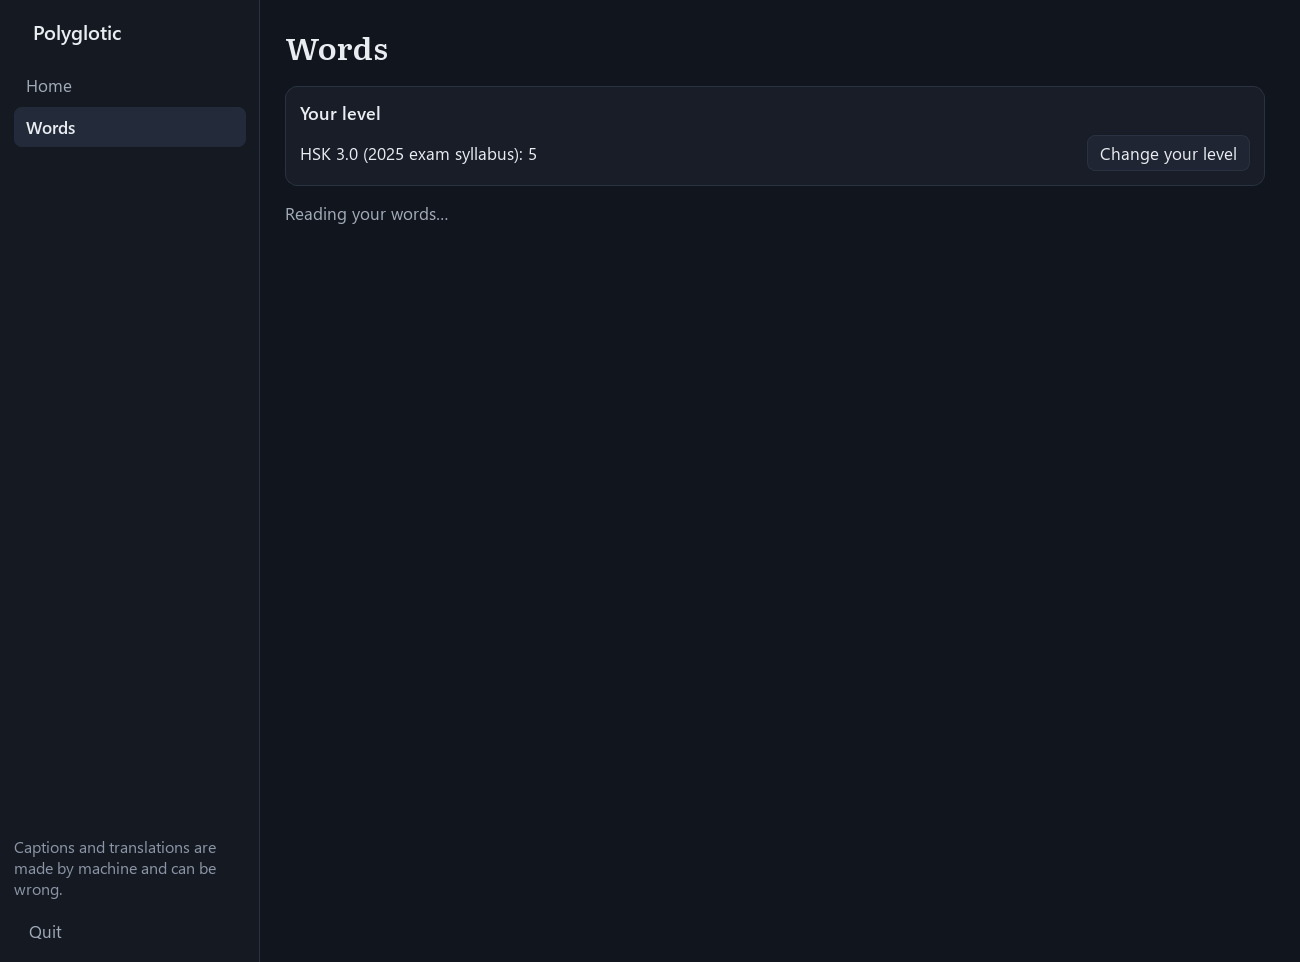 Polyglotic
Home
Words
Captions and translations are
made by machine and can be
wrong.
Quit
Words
Your level
HSK 3.0 (2025 exam syllabus): 5
Change your level
Reading your words...